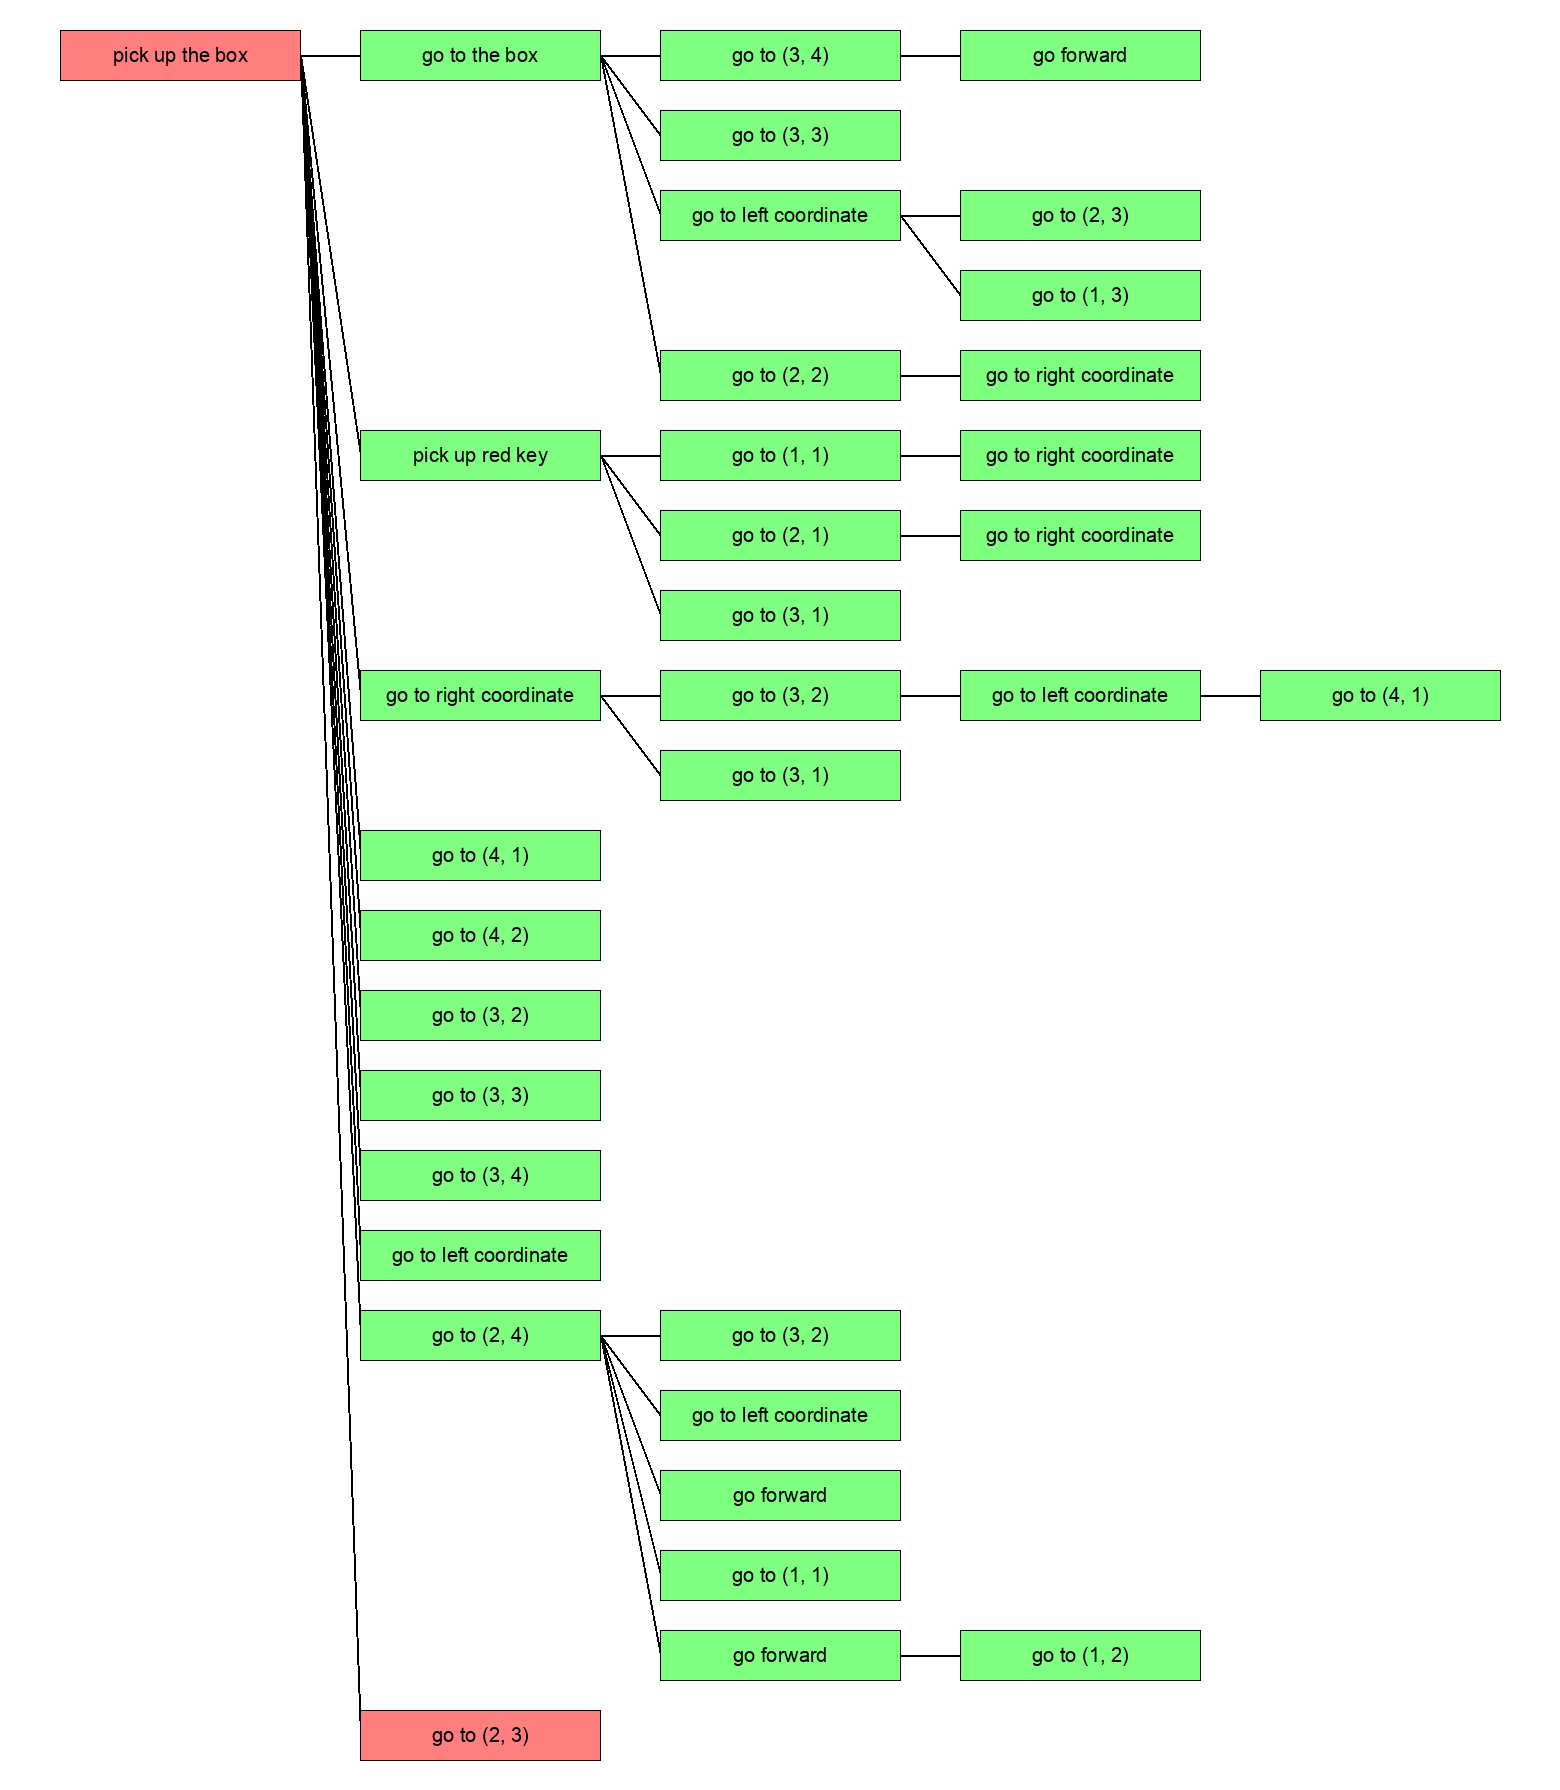 pick up the box
go to the box
go to (3, 4)
go forward
go to (3, 3)
go to left coordinate
go to (2, 3)
go to (1, 3)
go to (2, 2)
go to right coordinate
pick up red key
go to (1, 1)
go to right coordinate
go to (2, 1)
go to right coordinate
go to (3, 1)
go to right coordinate
go to (3, 2)
go to left coordinate
go to (4, 1)
go to (3, 1)
go to (4, 1)
go to (4, 2)
go to (3, 2)
go to (3, 3)
go to (3, 4)
go to left coordinate
go to (2, 4)
go to (3, 2)
go to left coordinate
go forward
go to (1, 1)
go forward
go to (1, 2)
go to (2, 3)